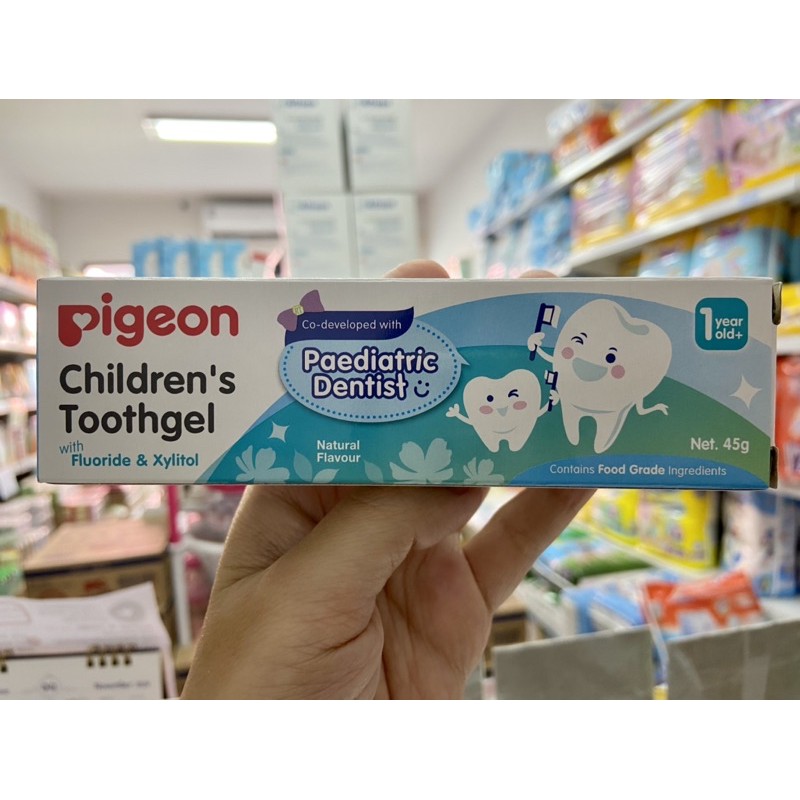 pigeon
Children's
Toothgel
with
Fluoride & Xylitol
Co-developed with
Paediatric
Dentist
Natural
Flavour
1 year
old+
Net. 45g
Contains Food Grade Ingredients